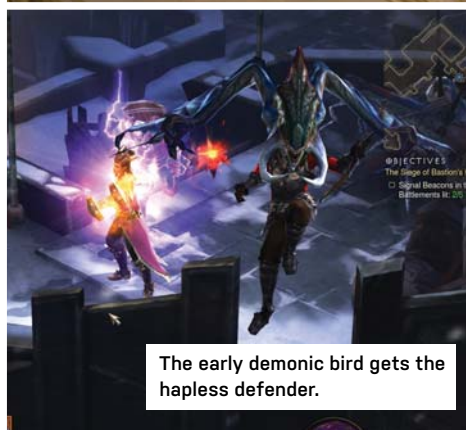 OBJECTIVES
The Siege of Bastion's
Signal Beacons in
Battlements lit: 2/5
The early demonic bird gets the
hapless defender.